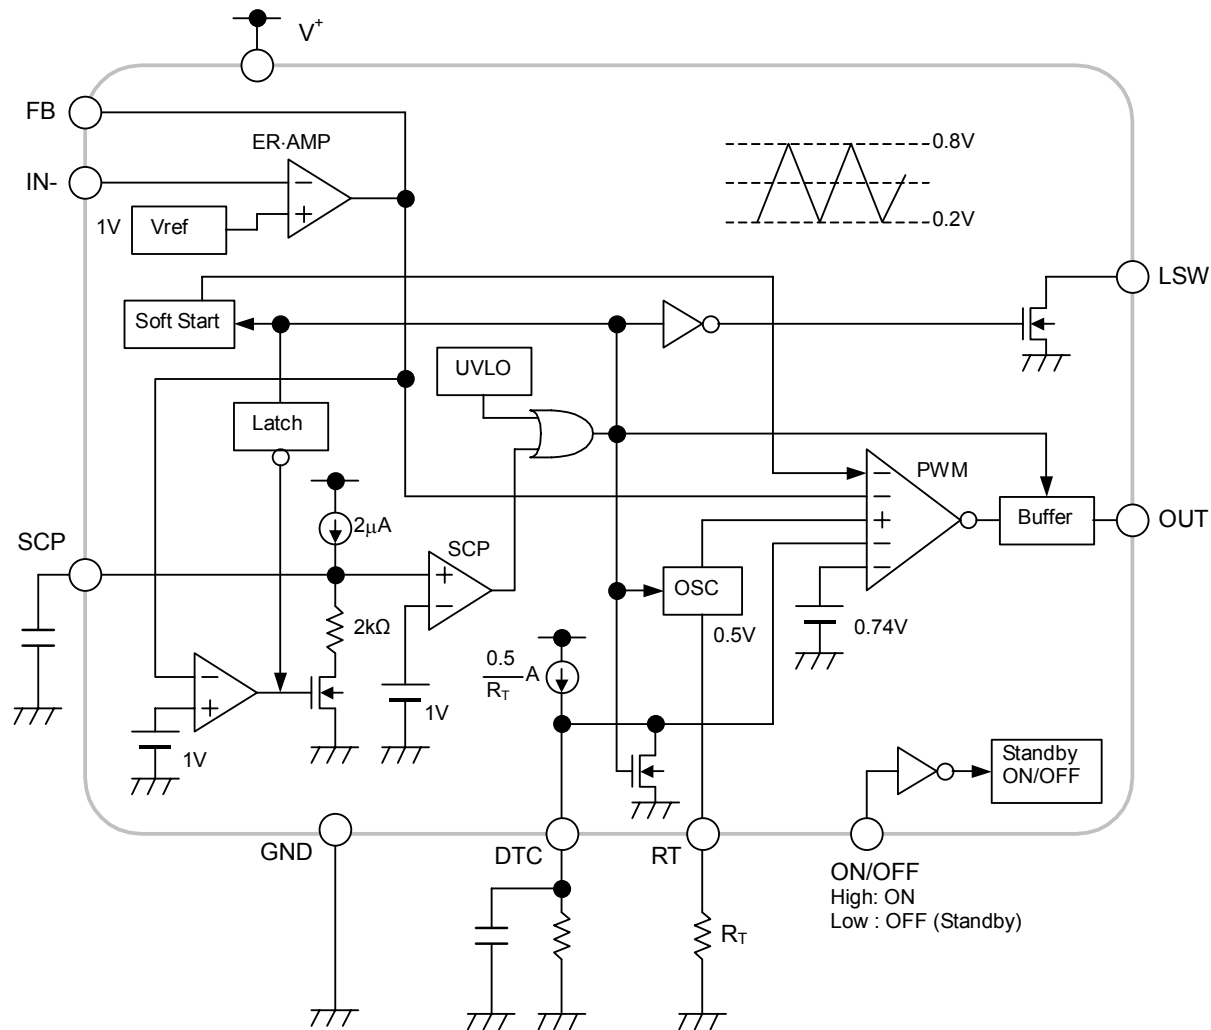 V+
FB
ER·AMP
0.8V
IN-
1V
Vref
0.2V
LSW
Soft Start
UVLO
Latch
PWM
2μA
Buffer
OUT
SCP
SCP
OSC
2kΩ
0.5V
0.74V
0.5
RT
A
1V
1V
Standby
ON/OFF
GND
DTC
RT
ON/OFF
High: ON
Low : OFF (Standby)
RT